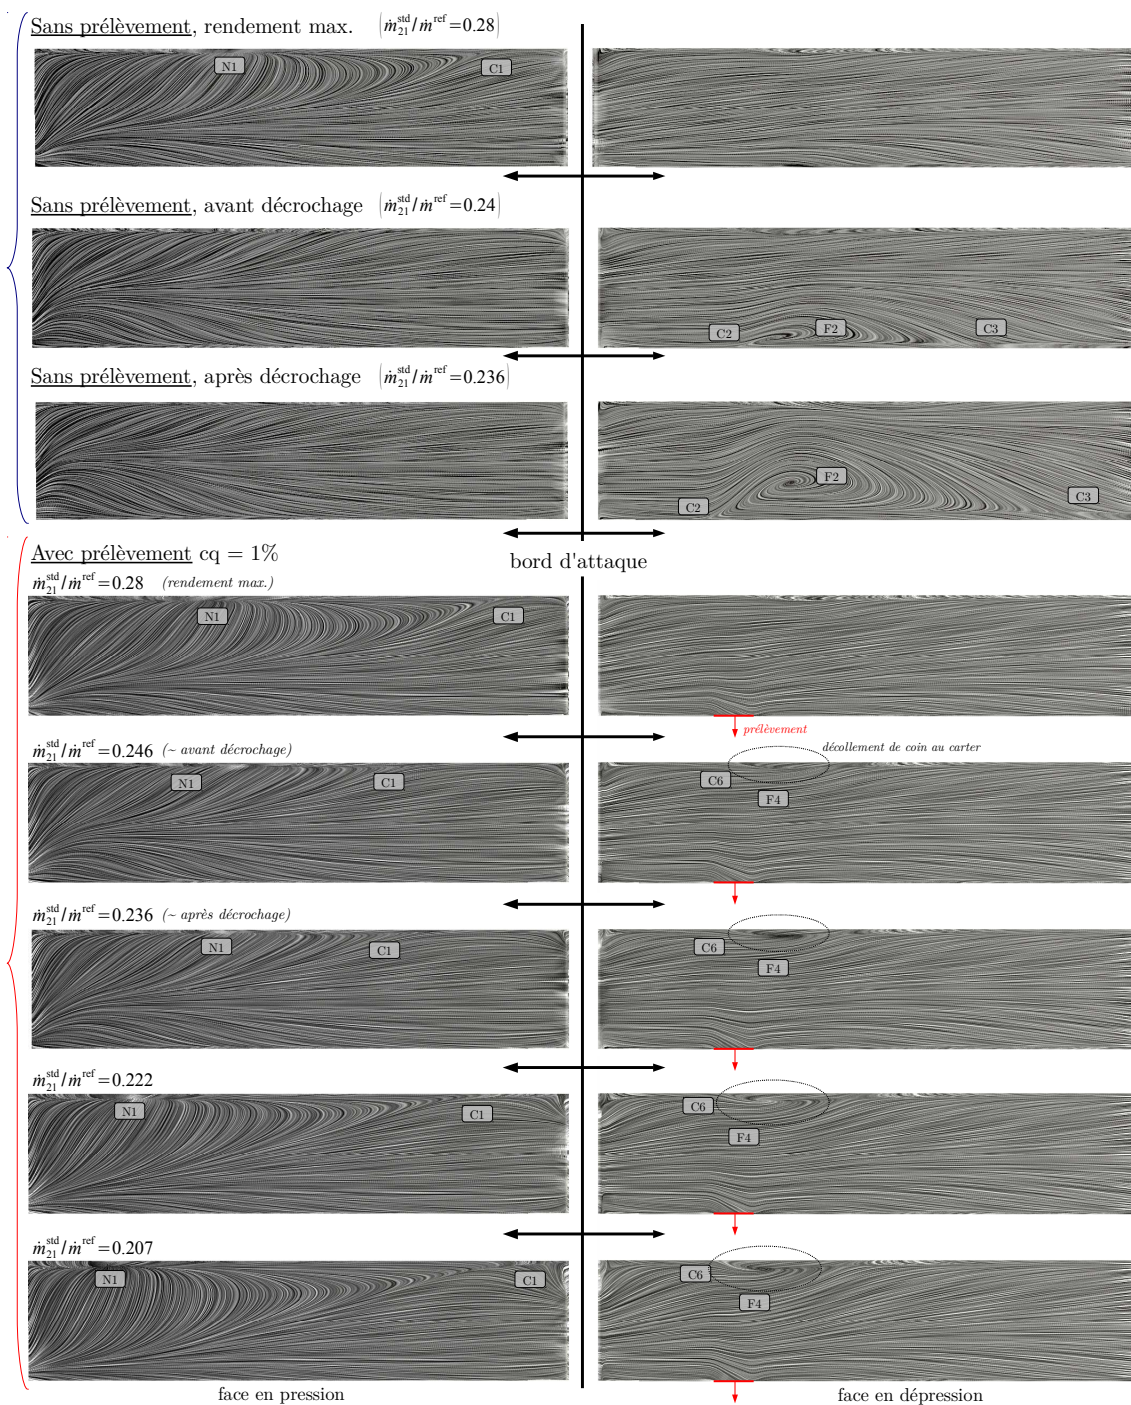 Sans prélèvement, rendement max. (ṁ₂₁ˢᵗᵈ/ṁʳᵉᶠ=0.28)
N1 C1
Sans prélèvement, avant décrochage (ṁ₂₁ˢᵗᵈ/ṁʳᵉᶠ=0.24)
C2 F2 C3
Sans prélèvement, après décrochage (ṁ₂₁ˢᵗᵈ/ṁʳᵉᶠ=0.236)
C2 F2 C3
Avec prélèvement cq = 1% bord d'attaque
ṁ₂₁ˢᵗᵈ/ṁʳᵉᶠ=0.28 (rendement max.)
N1 C1
prélèvement
ṁ₂₁ˢᵗᵈ/ṁʳᵉᶠ=0.246 (~ avant décrochage) décollement de coin au carter
N1 C1 C6 F4
ṁ₂₁ˢᵗᵈ/ṁʳᵉᶠ=0.236 (~ après décrochage)
N1 C1 C6 F4
ṁ₂₁ˢᵗᵈ/ṁʳᵉᶠ=0.222
N1 C1 C6 F4
ṁ₂₁ˢᵗᵈ/ṁʳᵉᶠ=0.207
N1 C1 C6 F4
face en pression face en dépression